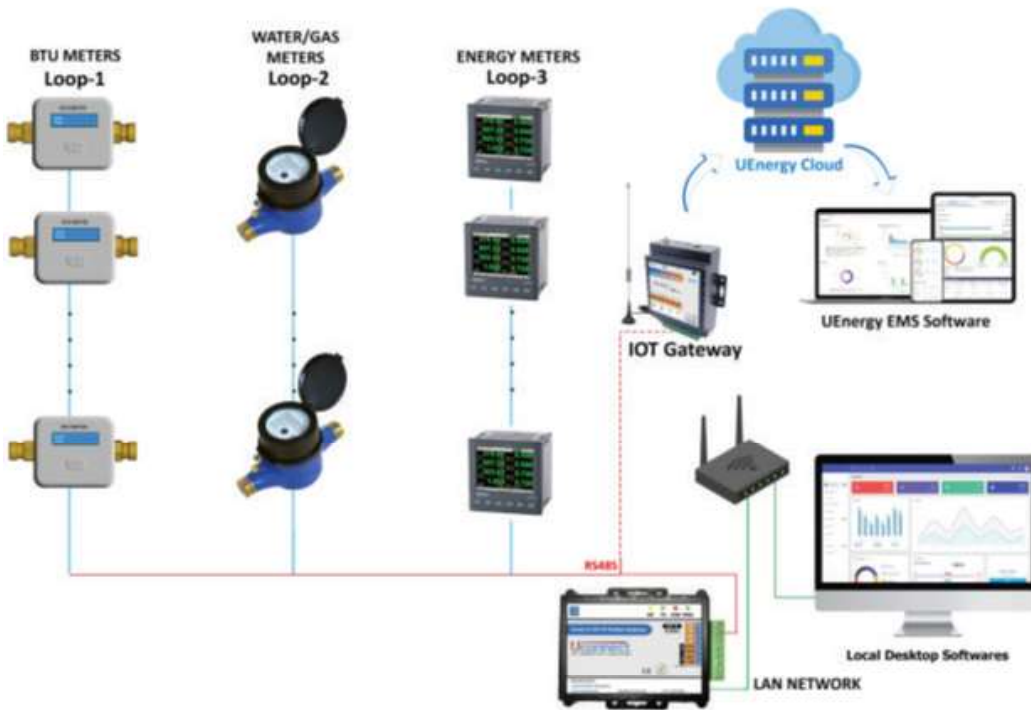 BTU METERS
Loop-1
WATER/GAS
METERS
Loop-2
ENERGY METERS
Loop-3
UEnergy Cloud
UEnergy EMS Software
IOT Gateway
RS485
Uconnect
LAN NETWORK
Local Desktop Softwares